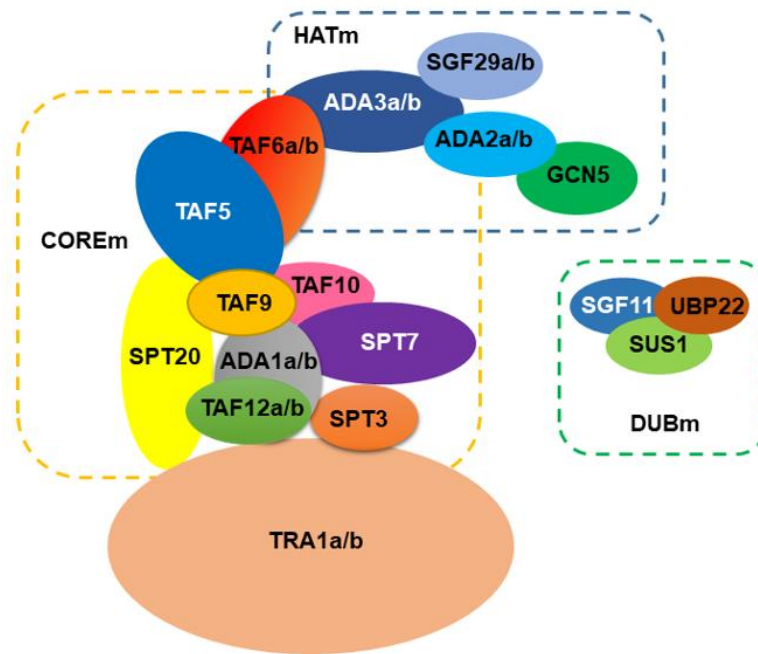 HATm
SGF29a/b
ADA3a/b
TAF6a/b
ADA2a/b
GCN5
TAF5
COREm
TAF10
TAF9
SGF11
UBP22
SPT20
ADA1a/b
SPT7
SUS1
TAF12a/b
SPT3
DUBm
TRA1a/b